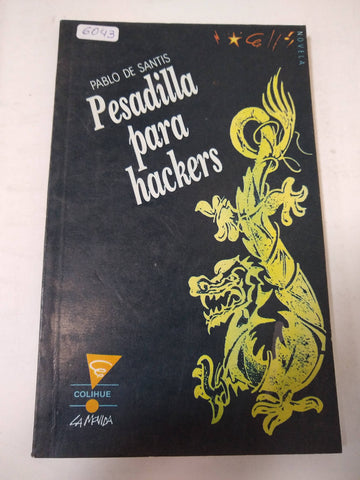 6043
NOVELA
PABLO DE SANTIS
Pesadilla
para
hackers
COLIHUE
LA MOVIDA